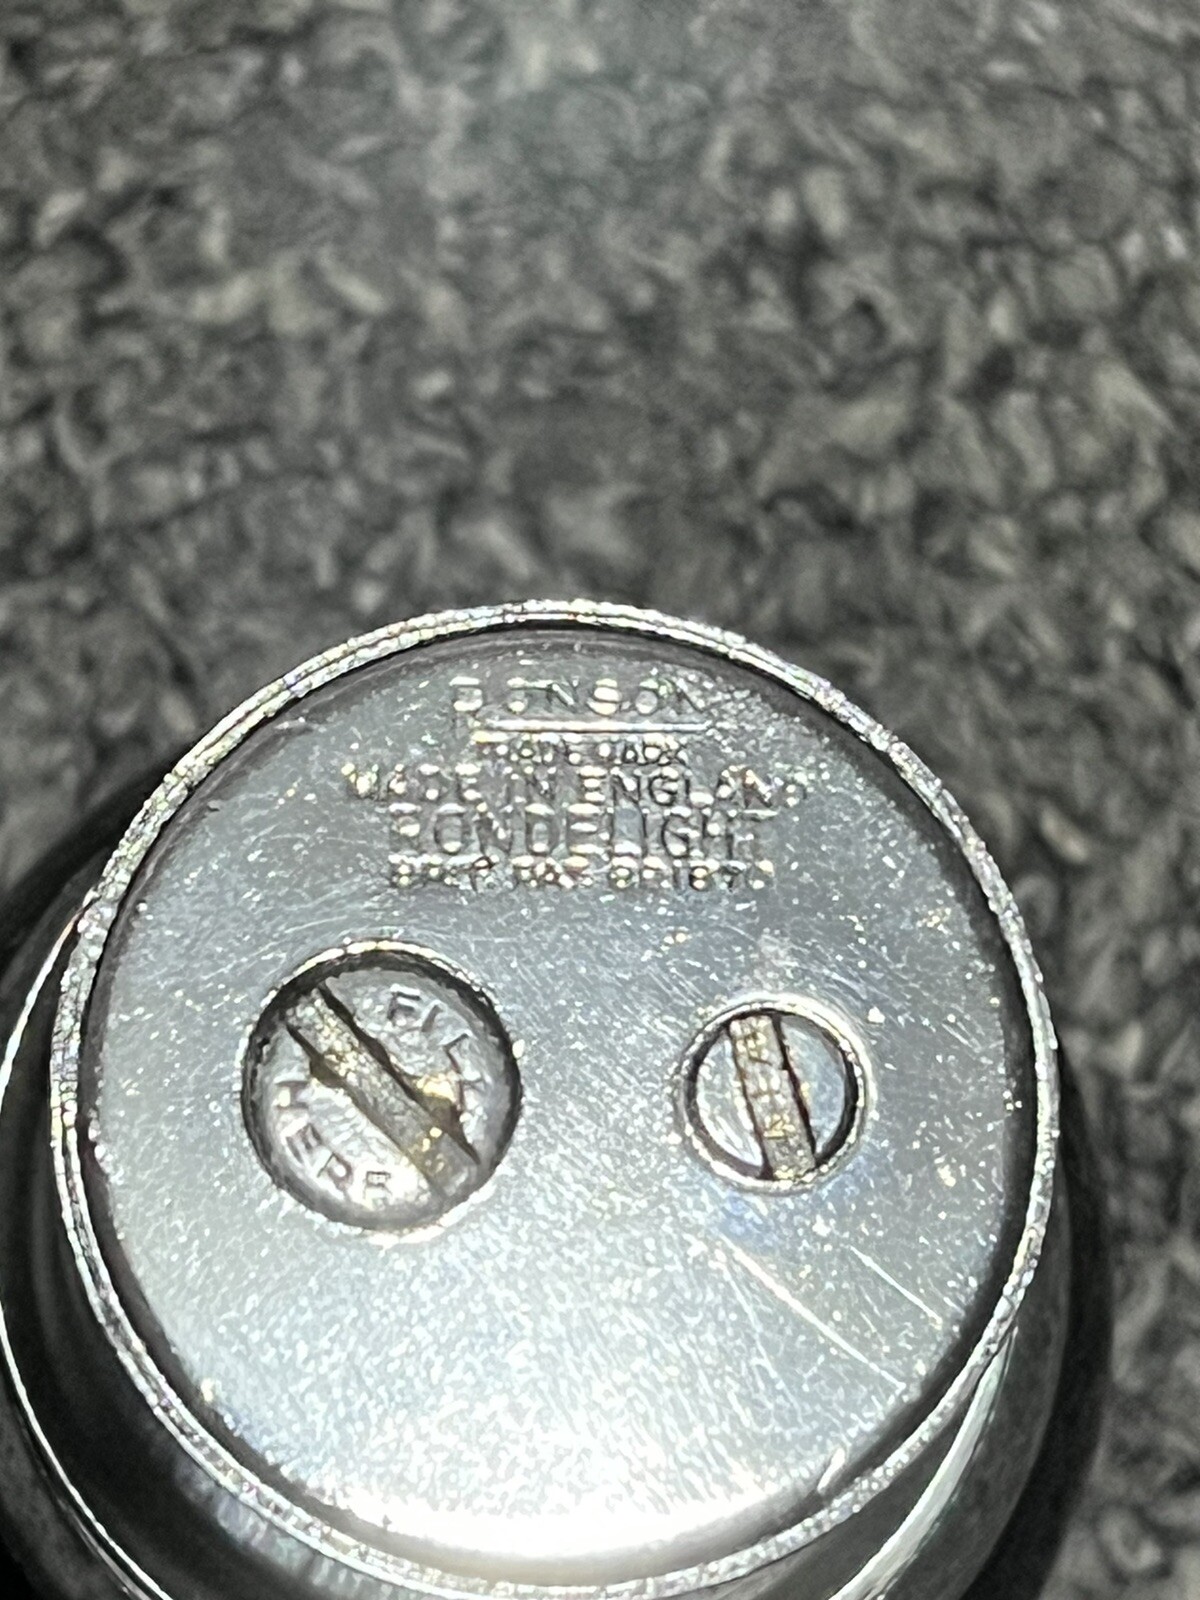 RONSON
TRADE MARK
MADE IN ENGLAND
RONDELIGHT
FILL
HERE